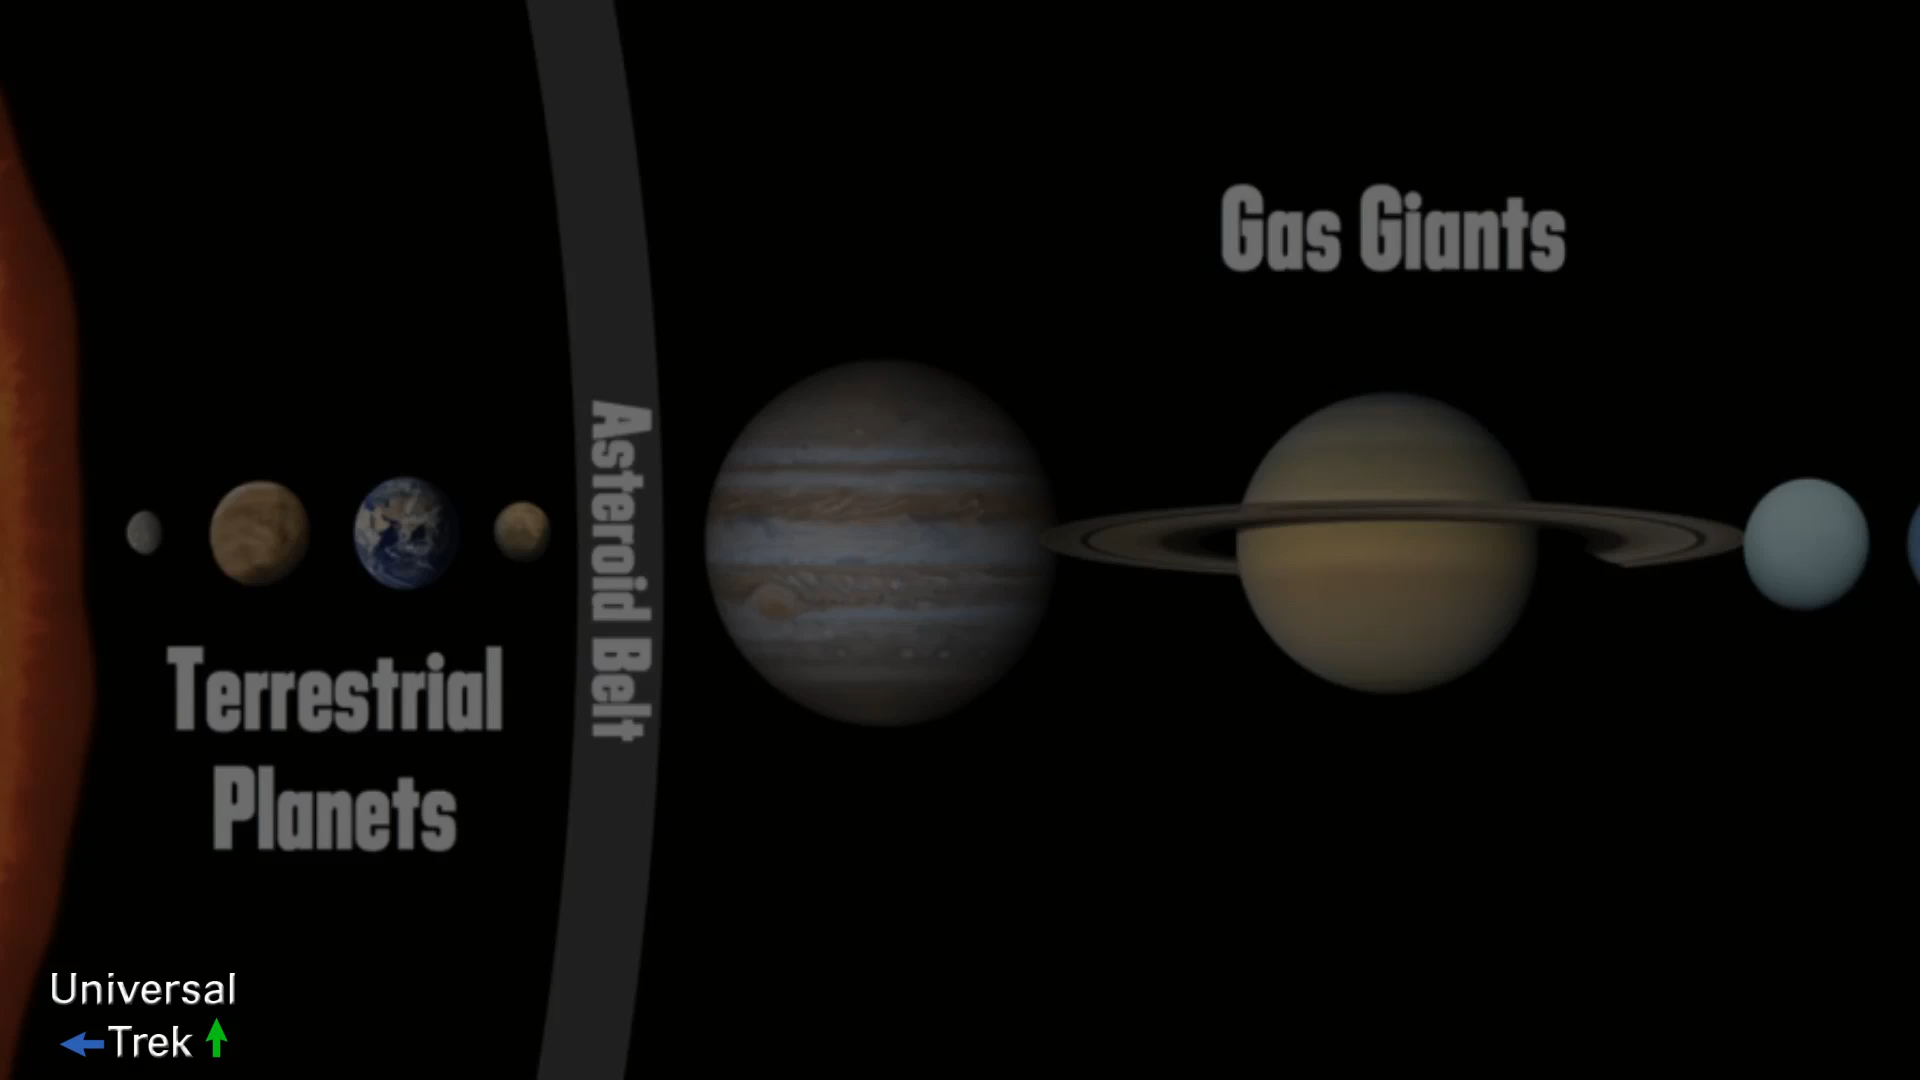 Gas Giants
Asteroid Belt
Terrestrial
Planets
Universal
Trek